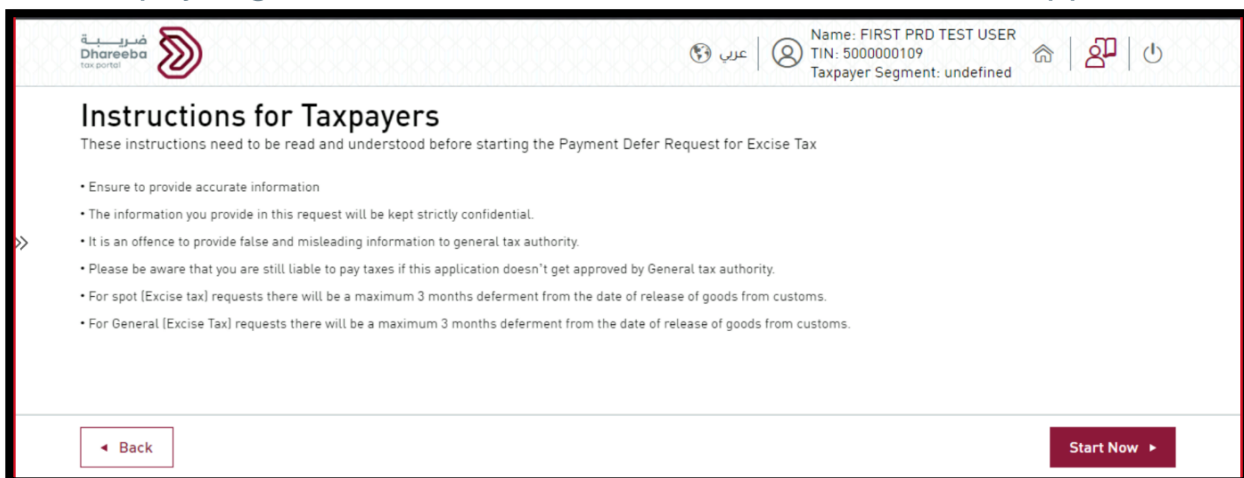 ضريبة
Dhareeba
tax portal
عربي
Name: FIRST PRD TEST USER
TIN: 5000000109
Taxpayer Segment: undefined
Instructions for Taxpayers
These instructions need to be read and understood before starting the Payment Defer Request for Excise Tax
• Ensure to provide accurate information
• The information you provide in this request will be kept strictly confidential.
• It is an offence to provide false and misleading information to general tax authority.
• Please be aware that you are still liable to pay taxes if this application doesn"t get approved by General tax authority.
• For spot (Excise tax) requests there will be a maximum 3 months deferment from the date of release of goods from customs.
• For General (Excise Tax) requests there will be a maximum 3 months deferment from the date of release of goods from customs.
Back
Start Now